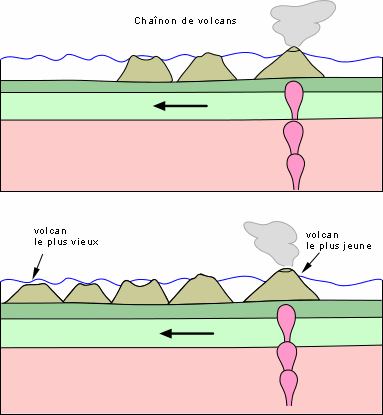 Chaînon de volcans
volcan
le plus vieux
volcan
le plus jeune